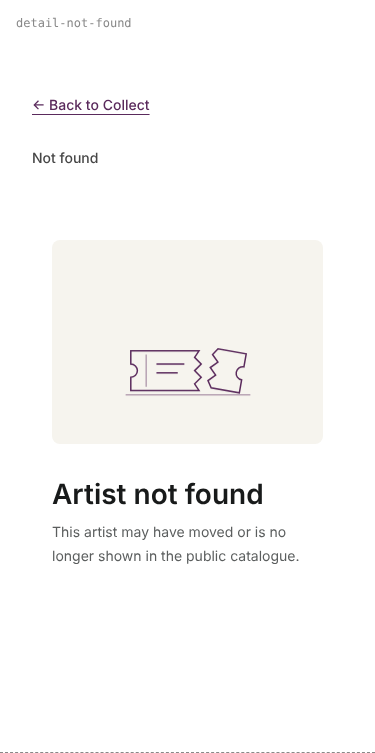 detail-not-found
← Back to Collect
Not found
Artist not found
This artist may have moved or is no
longer shown in the public catalogue.